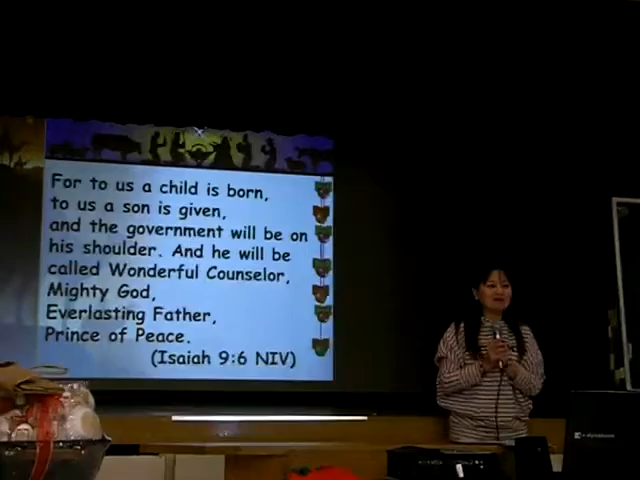 For to us a child is born,
to us a son is given,
and the government will be on
his shoulder. And he will be
called Wonderful Counselor,
Mighty God,
Everlasting Father,
Prince of Peace.
(Isaiah 9:6 NIV)
dynabook